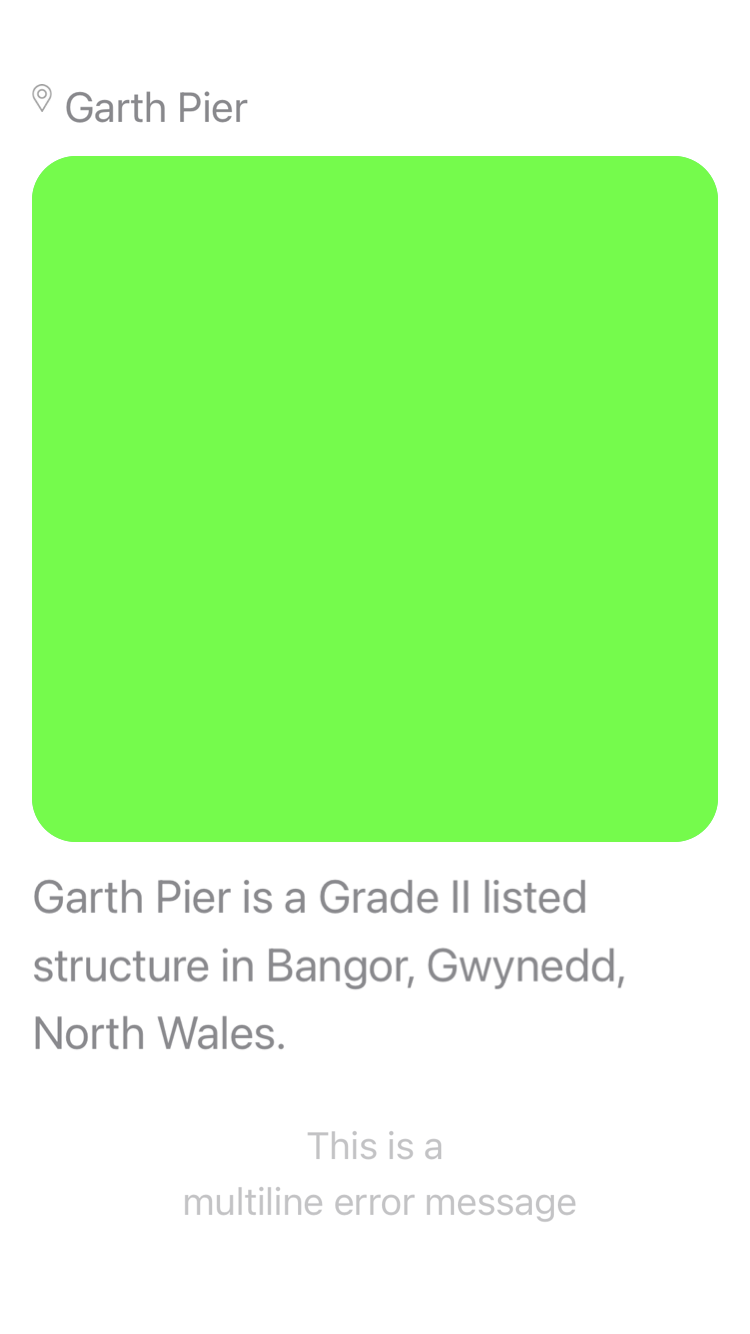 Garth Pier
Garth Pier is a Grade II listed
structure in Bangor, Gwynedd,
North Wales.
This is a
multiline error message